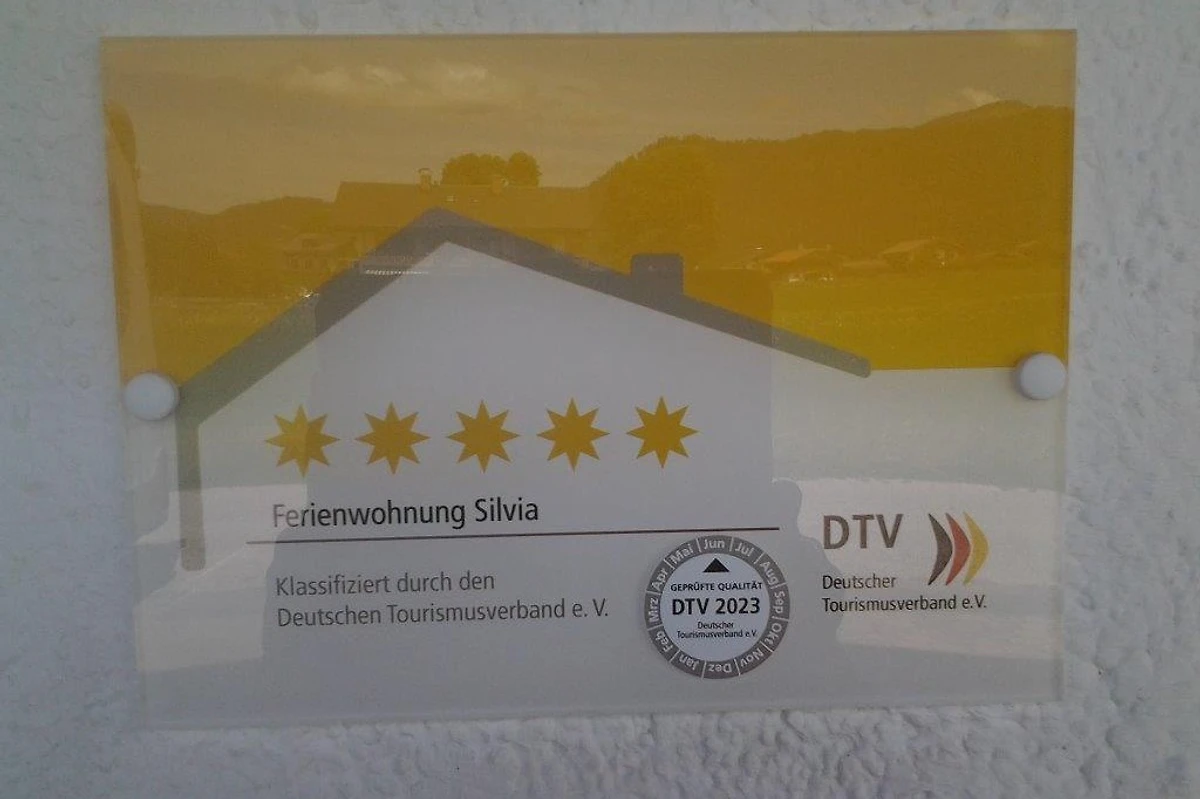 Ferienwohnung Silvia
Klassifiziert durch den
Deutschen Tourismusverband e. V.
Jan Feb Mrz Apr Mai Jun Jul Aug Sep Okt Nov Dez
GEPRÜFTE QUALITÄT
DTV 2023
Deutscher
Tourismusverband e.V.
DTV
Deutscher
Tourismusverband e. V.